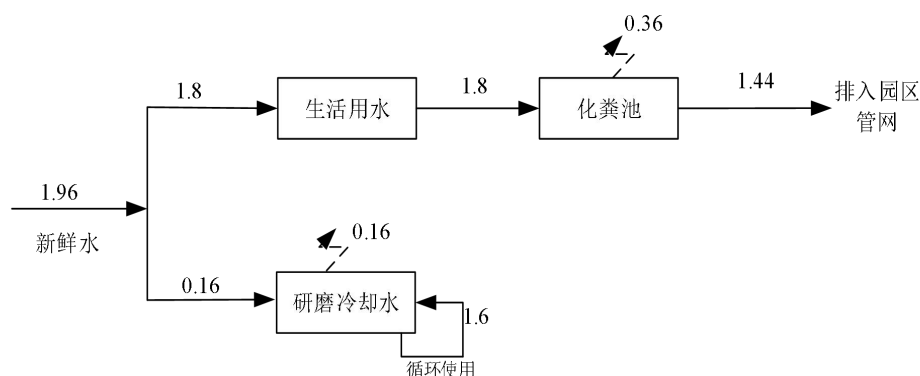 0.36
1.8
生活用水
1.8
化粪池
1.44
排入园区
管网
1.96
新鲜水
0.16
0.16
研磨冷却水
1.6
循环使用